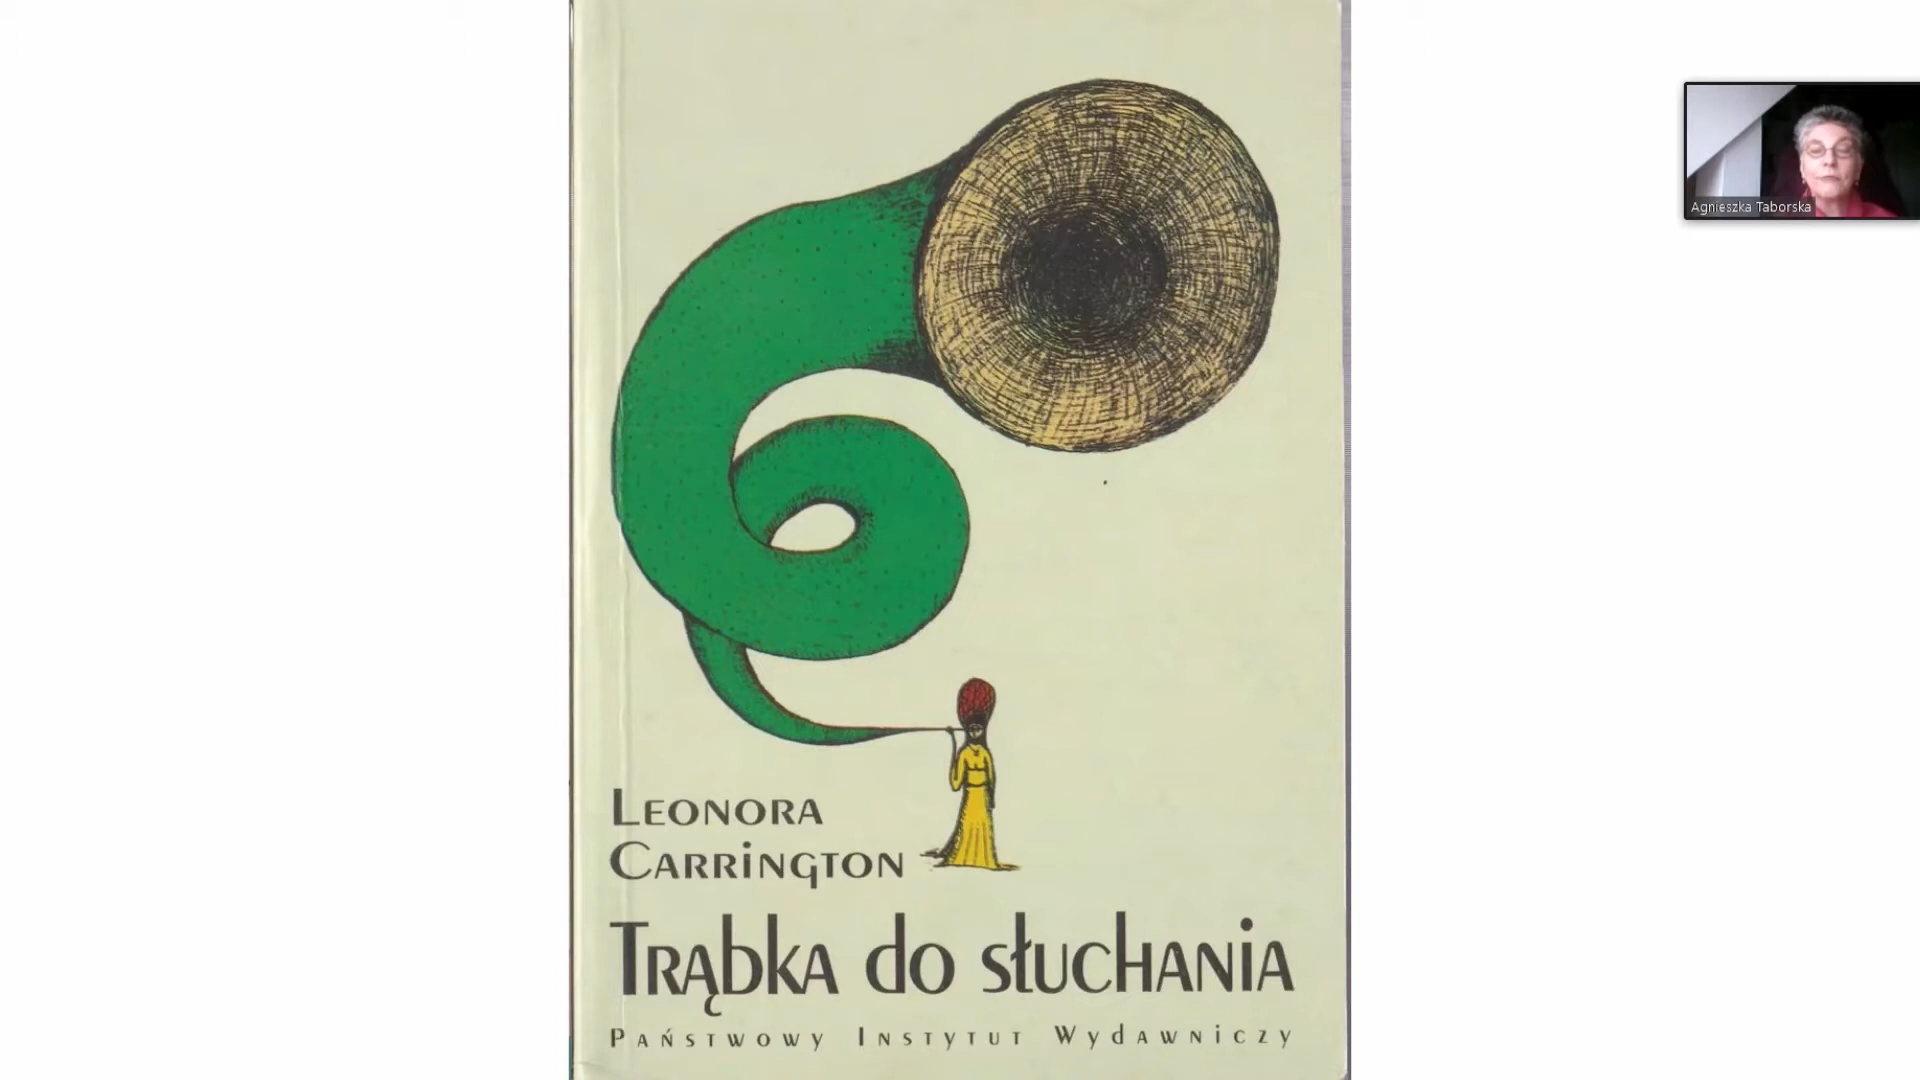 Agnieszka Taborska
Leonora
Carrington
Trąbka do słuchania
Państwowy Instytut Wydawniczy